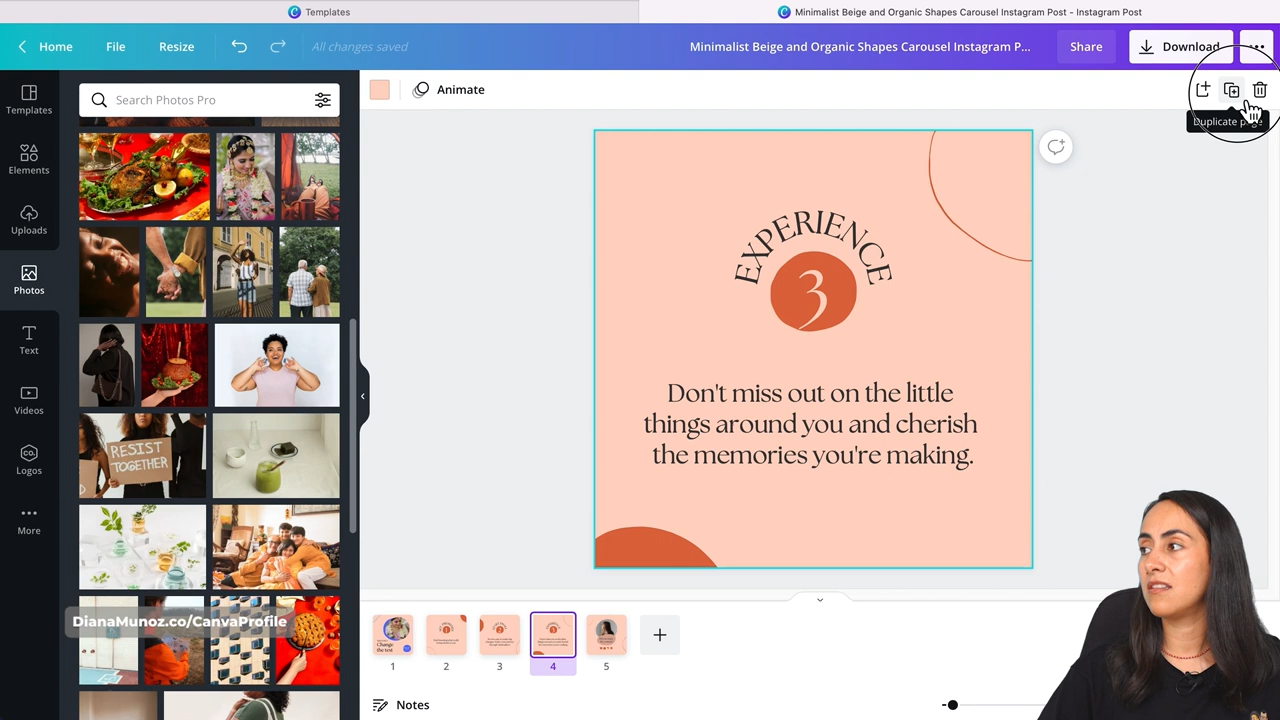 Templates
Minimalist Beige and Organic Shapes Carousel Instagram Post - Instagram Post
Home
File
Resize
All changes saved
Minimalist Beige and Organic Shapes Carousel Instagram P...
Share
Download
Templates
Elements
Uploads
Photos
Text
Videos
Logos
More
Search Photos Pro
RESIST
TOGETHER
DianaMunoz.co/CanvaProfile
Animate
Duplicate page
EXPERIENCE
3
Don't miss out on the little
things around you and cherish
the memories you're making.
Change
the text
1
2
3
4
5
Notes